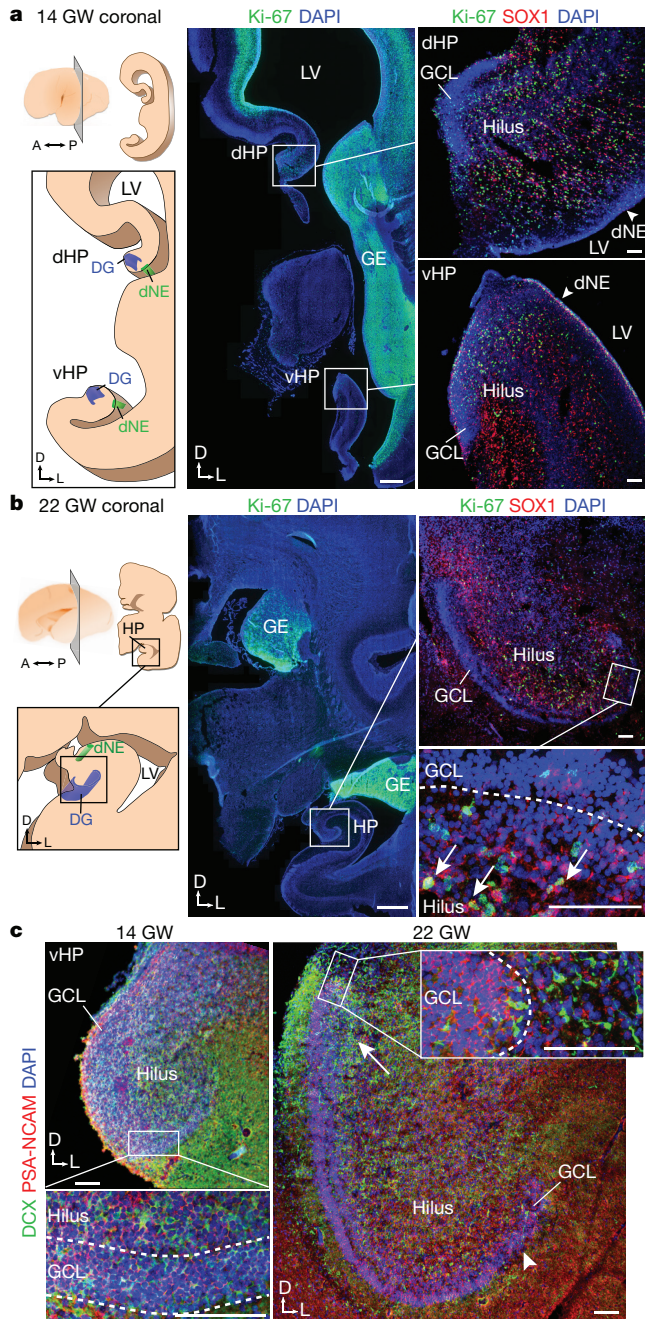 a 14 GW coronal
Ki-67 DAPI
Ki-67 SOX1 DAPI
A ↔ P
LV
dHP
DG
dNE
vHP
DG
dNE
D
L
LV
dHP
GE
vHP
D
L
dHP
GCL
Hilus
dNE
LV
vHP
dNE
LV
Hilus
GCL
b 22 GW coronal
Ki-67 DAPI
Ki-67 SOX1 DAPI
HP
A ↔ P
dNE
LV
DG
D
L
GE
GE
HP
D
L
Hilus
GCL
GCL
Hilus
c
14 GW
22 GW
DCX PSA-NCAM DAPI
vHP
GCL
Hilus
D
L
Hilus
GCL
GCL
GCL
Hilus
D
L